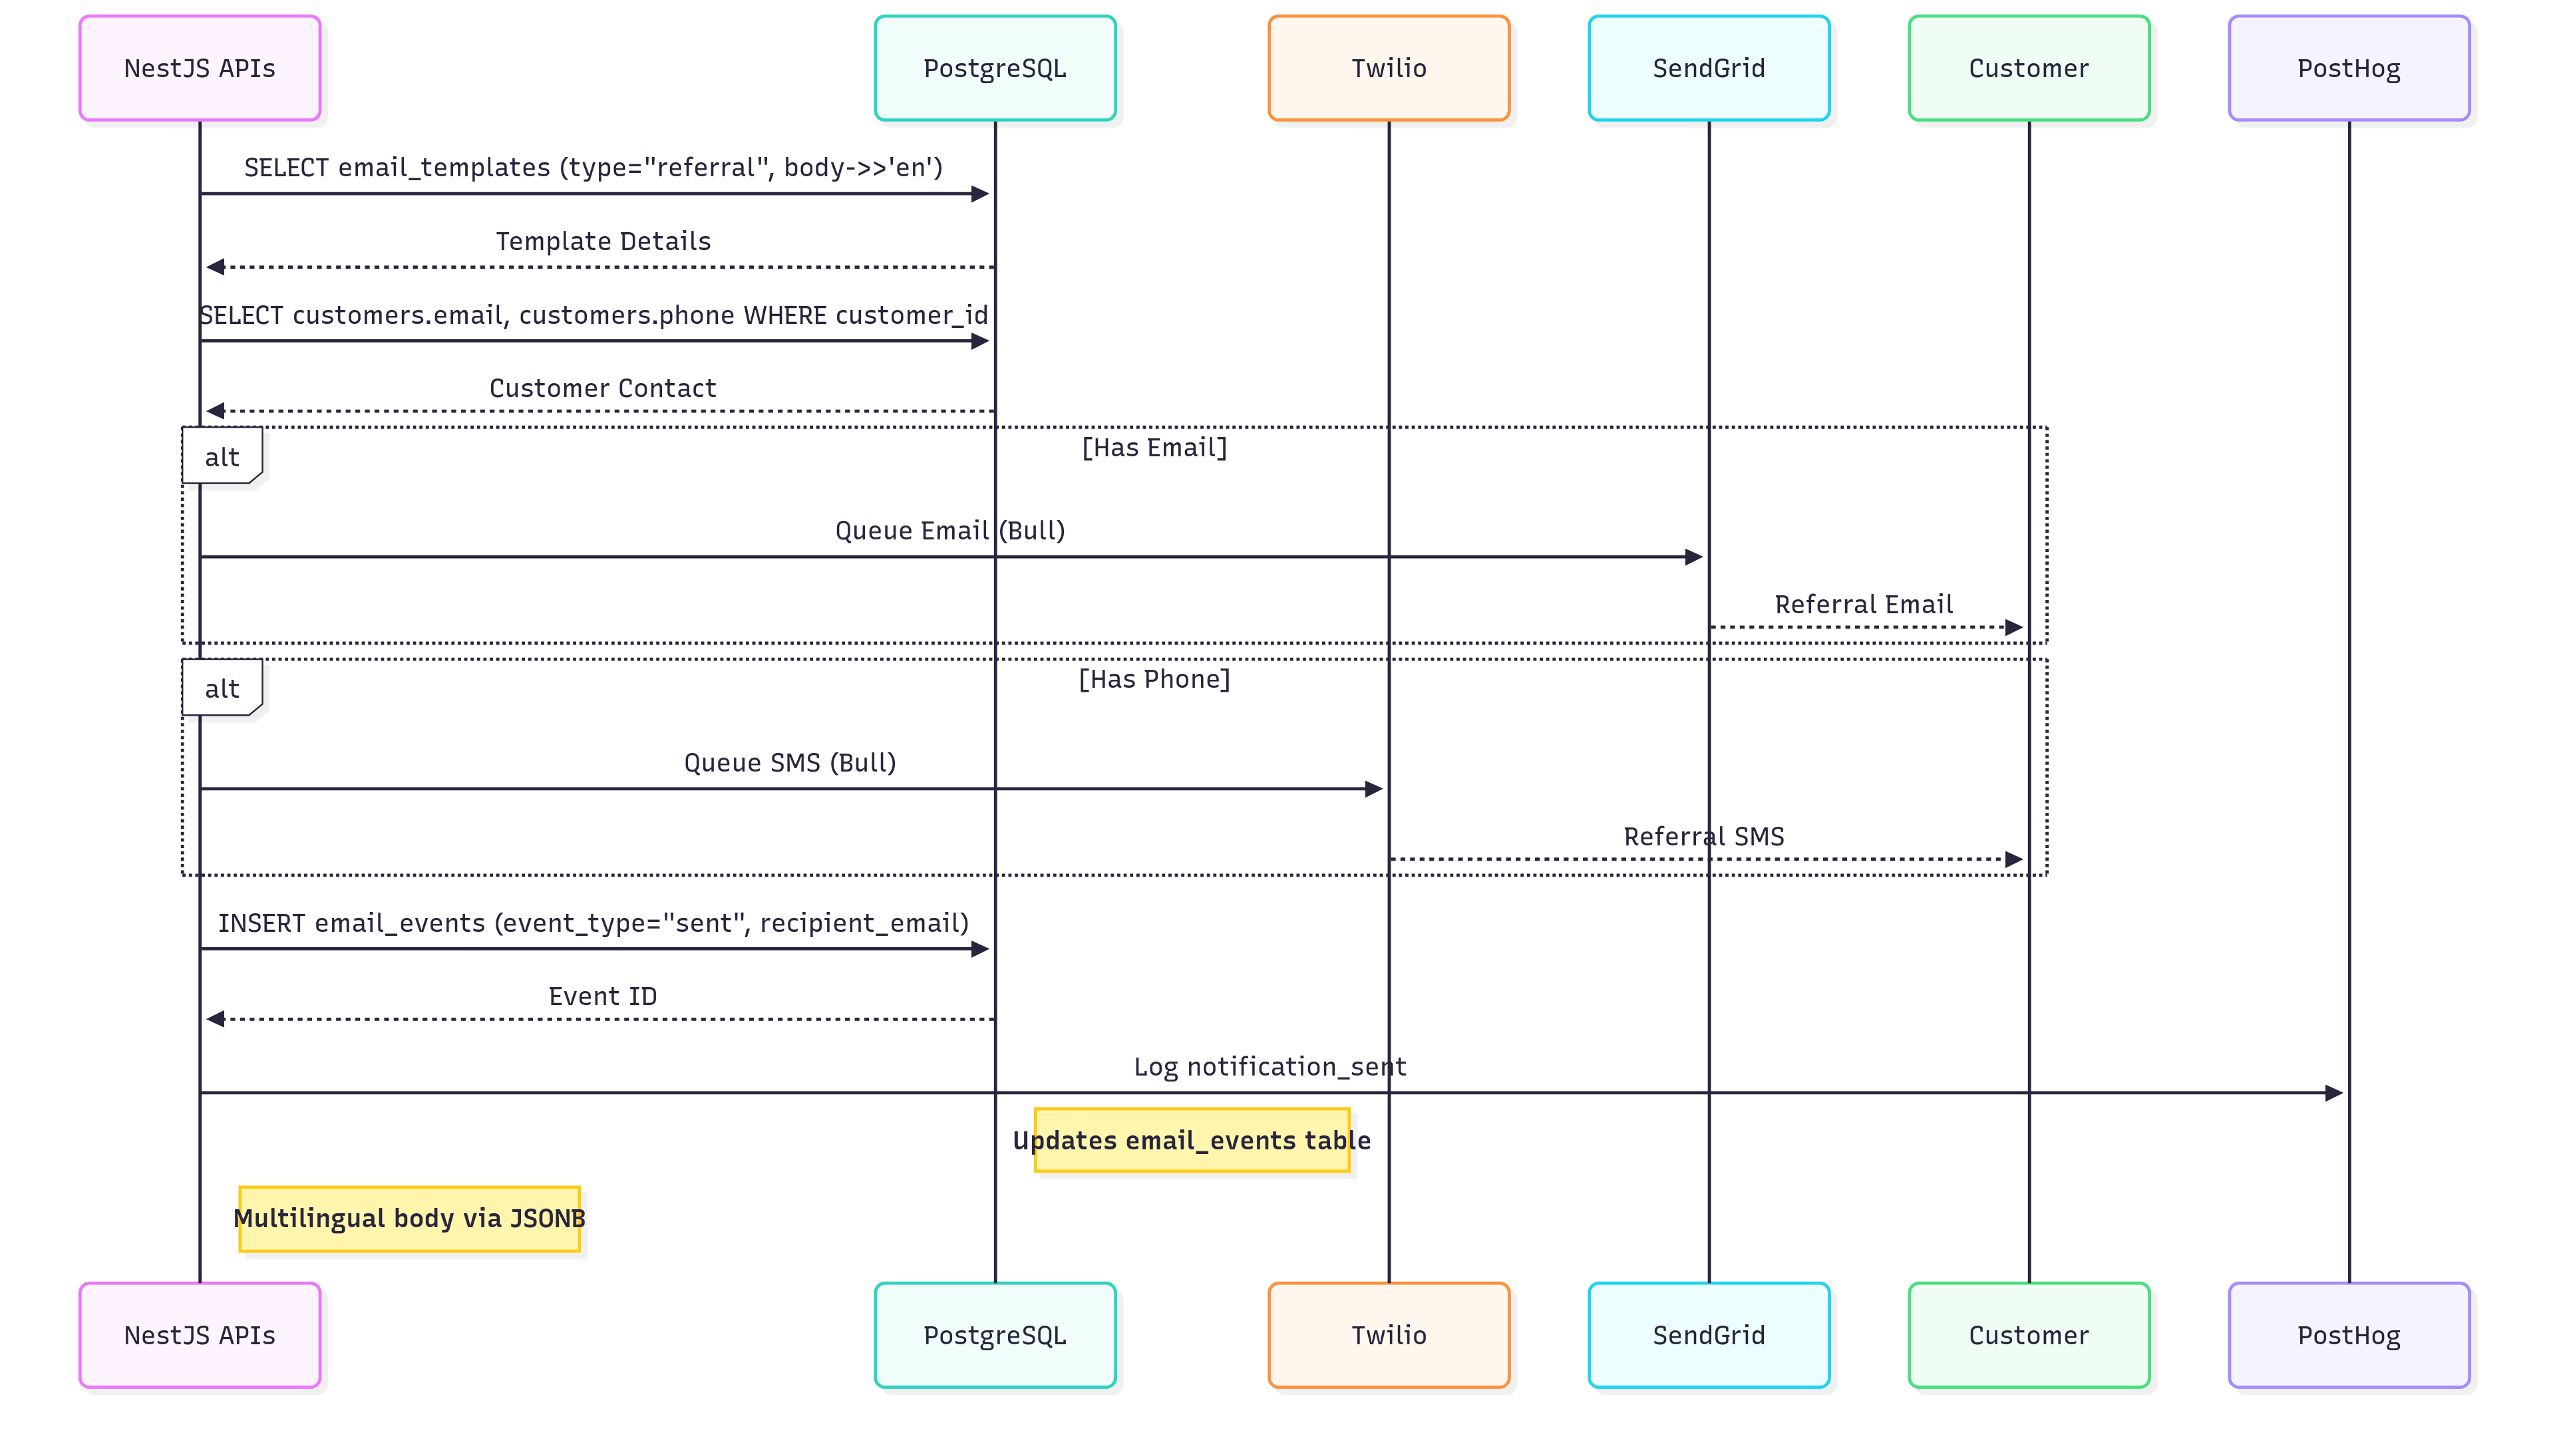 NestJS APIs
PostgreSQL
Twilio
SendGrid
Customer
PostHog
SELECT email_templates (type="referral", body->>'en')
Template Details
SELECT customers.email, customers.phone WHERE customer_id
Customer Contact
alt
[Has Email]
Queue Email (Bull)
Referral Email
alt
[Has Phone]
Queue SMS (Bull)
Referral SMS
INSERT email_events (event_type="sent", recipient_email)
Event ID
Log notification_sent
Updates email_events table
Multilingual body via JSONB
NestJS APIs
PostgreSQL
Twilio
SendGrid
Customer
PostHog